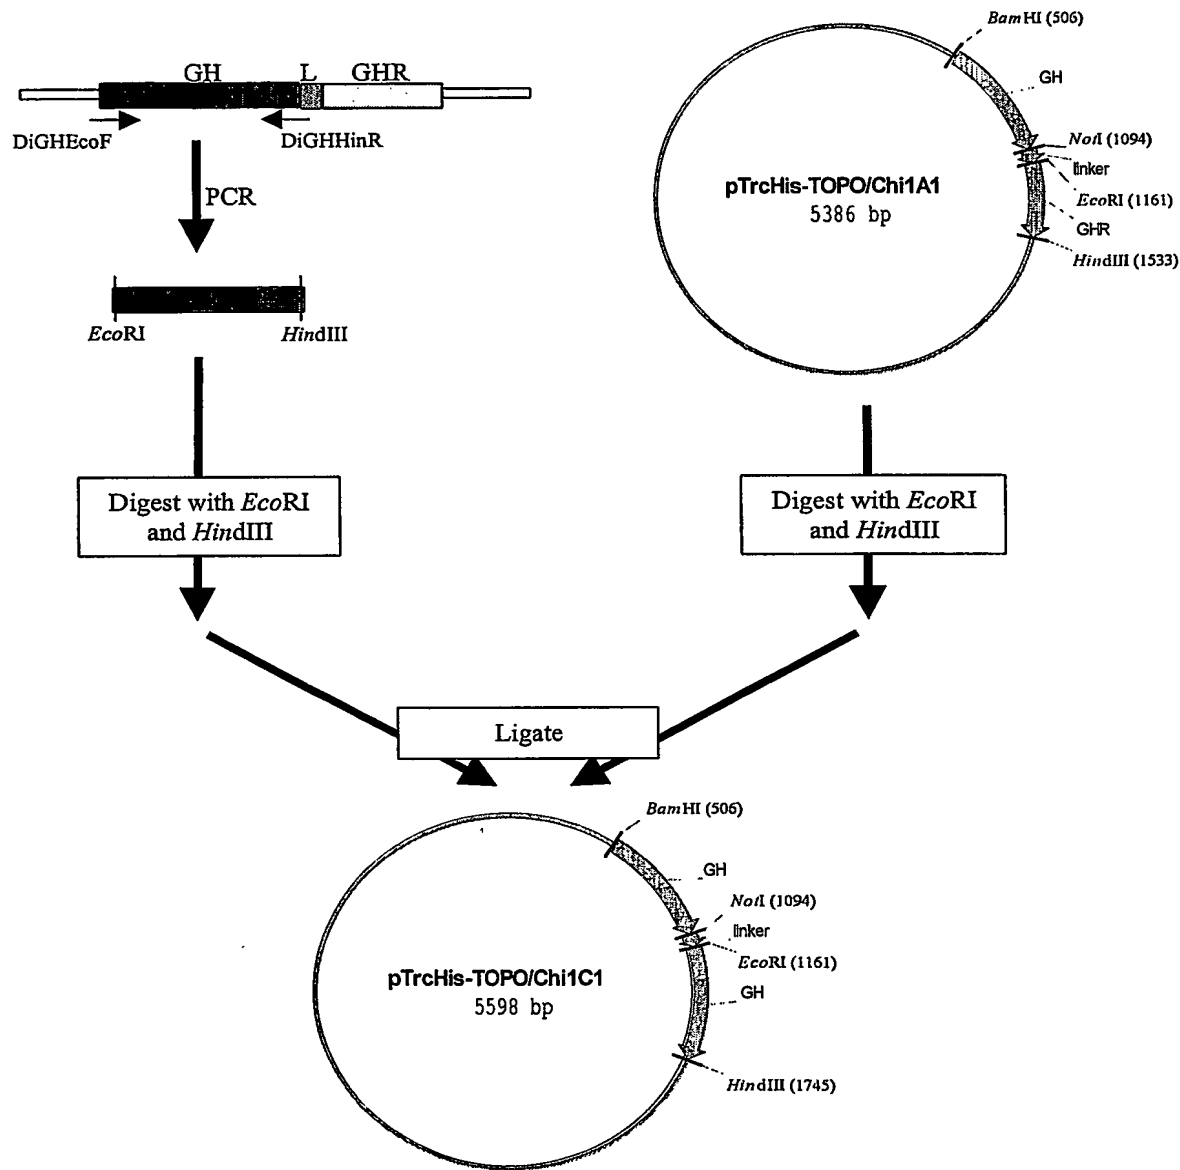 GH L GHR
DiGHEcoF
DiGHHinR
PCR
EcoRI
HindIII
Digest with EcoRI
and HindIII
BamHI (506)
GH
NotI (1094)
linker
EcoRI (1161)
GHR
HindIII (1533)
pTrcHis-TOPO/Chi1A1
5386 bp
Digest with EcoRI
and HindIII
Ligate
BamHI (506)
GH
NotI (1094)
linker
EcoRI (1161)
GH
HindIII (1745)
pTrcHis-TOPO/Chi1C1
5598 bp